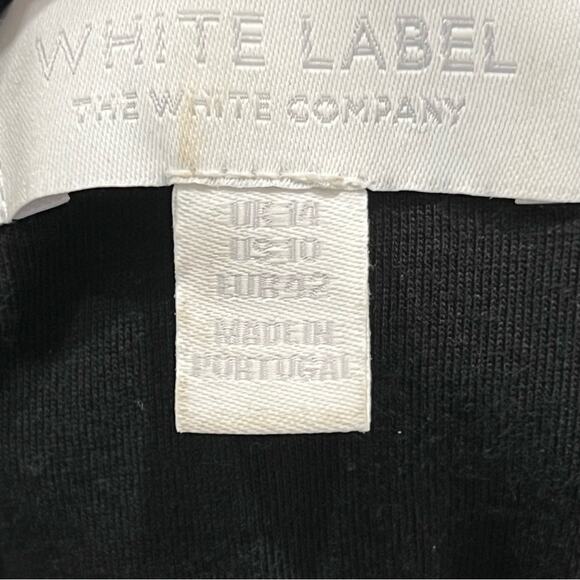 WHITE LABEL
THE WHITE COMPANY
UK 14
US 10
EUR 42
MADE IN
PORTUGAL